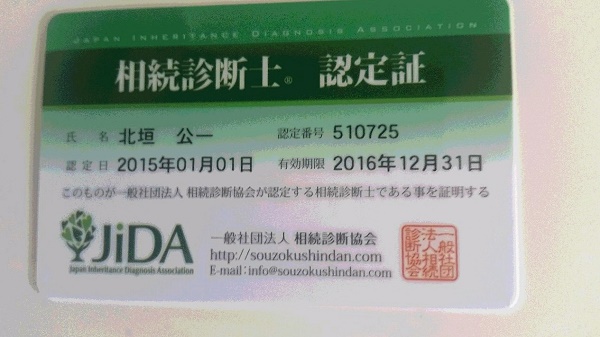 JAPAN INHERITANCE DIAGNOSIS ASSOCIATION
相続診断士® 認定証
氏名 北垣 公一 認定番号 510725
認定日 2015年01月01日 有効期限 2016年12月31日
このものが一般社団法人 相続診断協会が認定する相続診断士である事を証明する
JiDA
Japan Inheritance Diagnosis Association
一般社団法人 相続診断協会
http://souzokushindan.com
E-mail:info@souzokushindan.com
一般社団
法人相続
診断協会